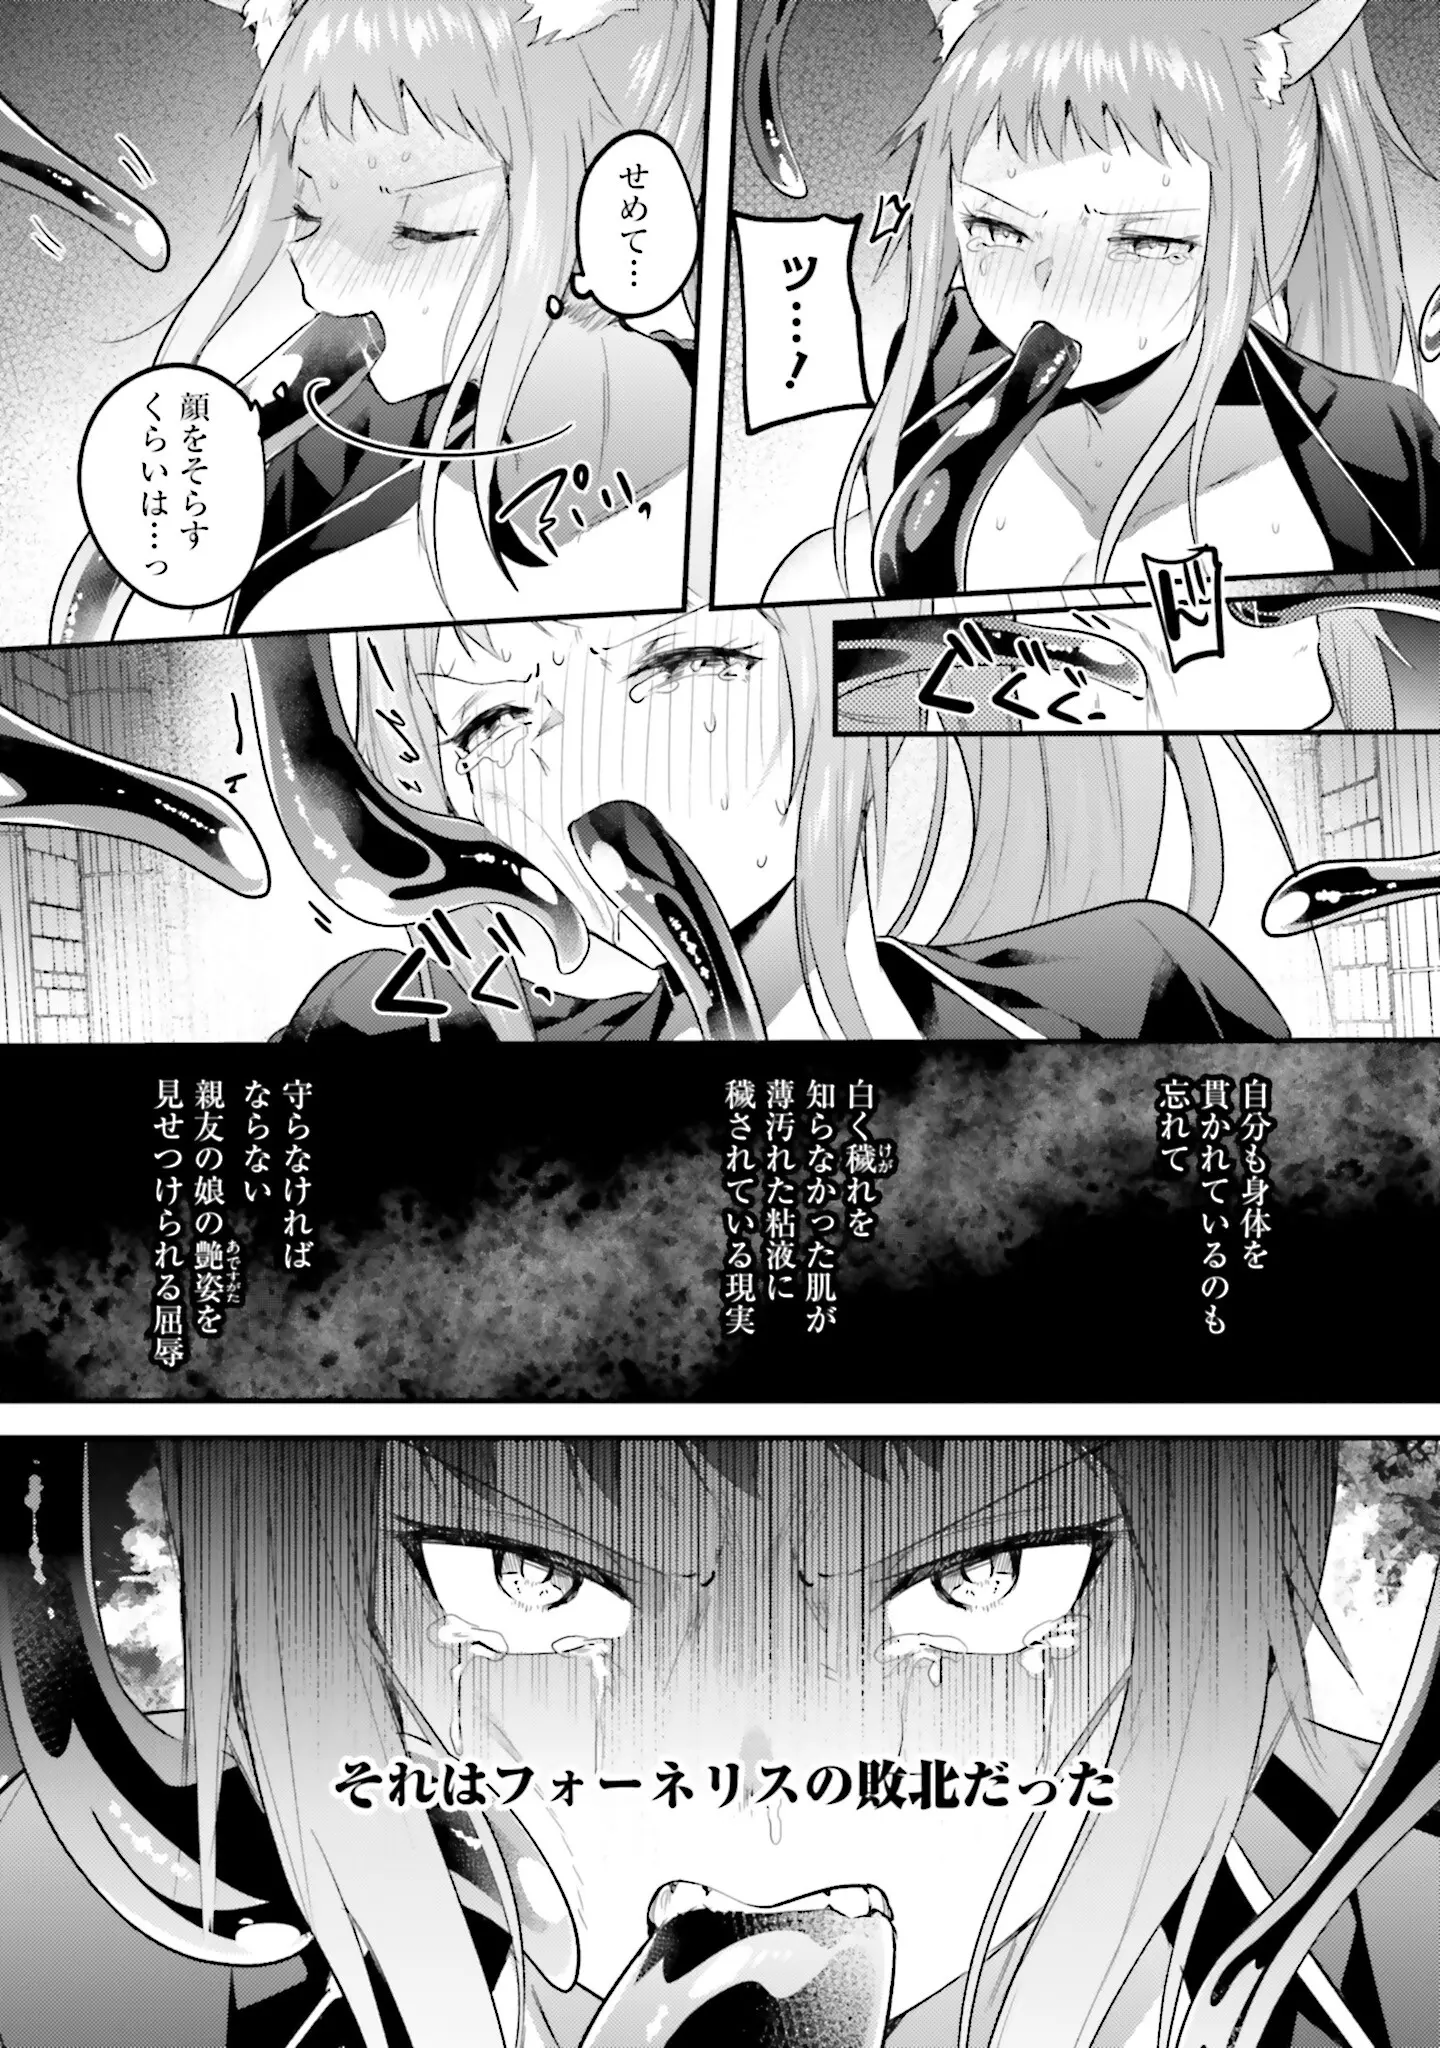 ツ…！
せめて…
プいっ
顔をそらす
くらいは…っ
ぐん
ぐぐ
ぐぐ
自分も身体を
貫かれているのも
忘れて
白く穢れを
知らなかった肌が
薄汚れた粘液に
穢されている現実
守らなければ
ならない
親友の娘の艶姿を
見せつけられる屈辱
それはフォーネリスの敗北だった